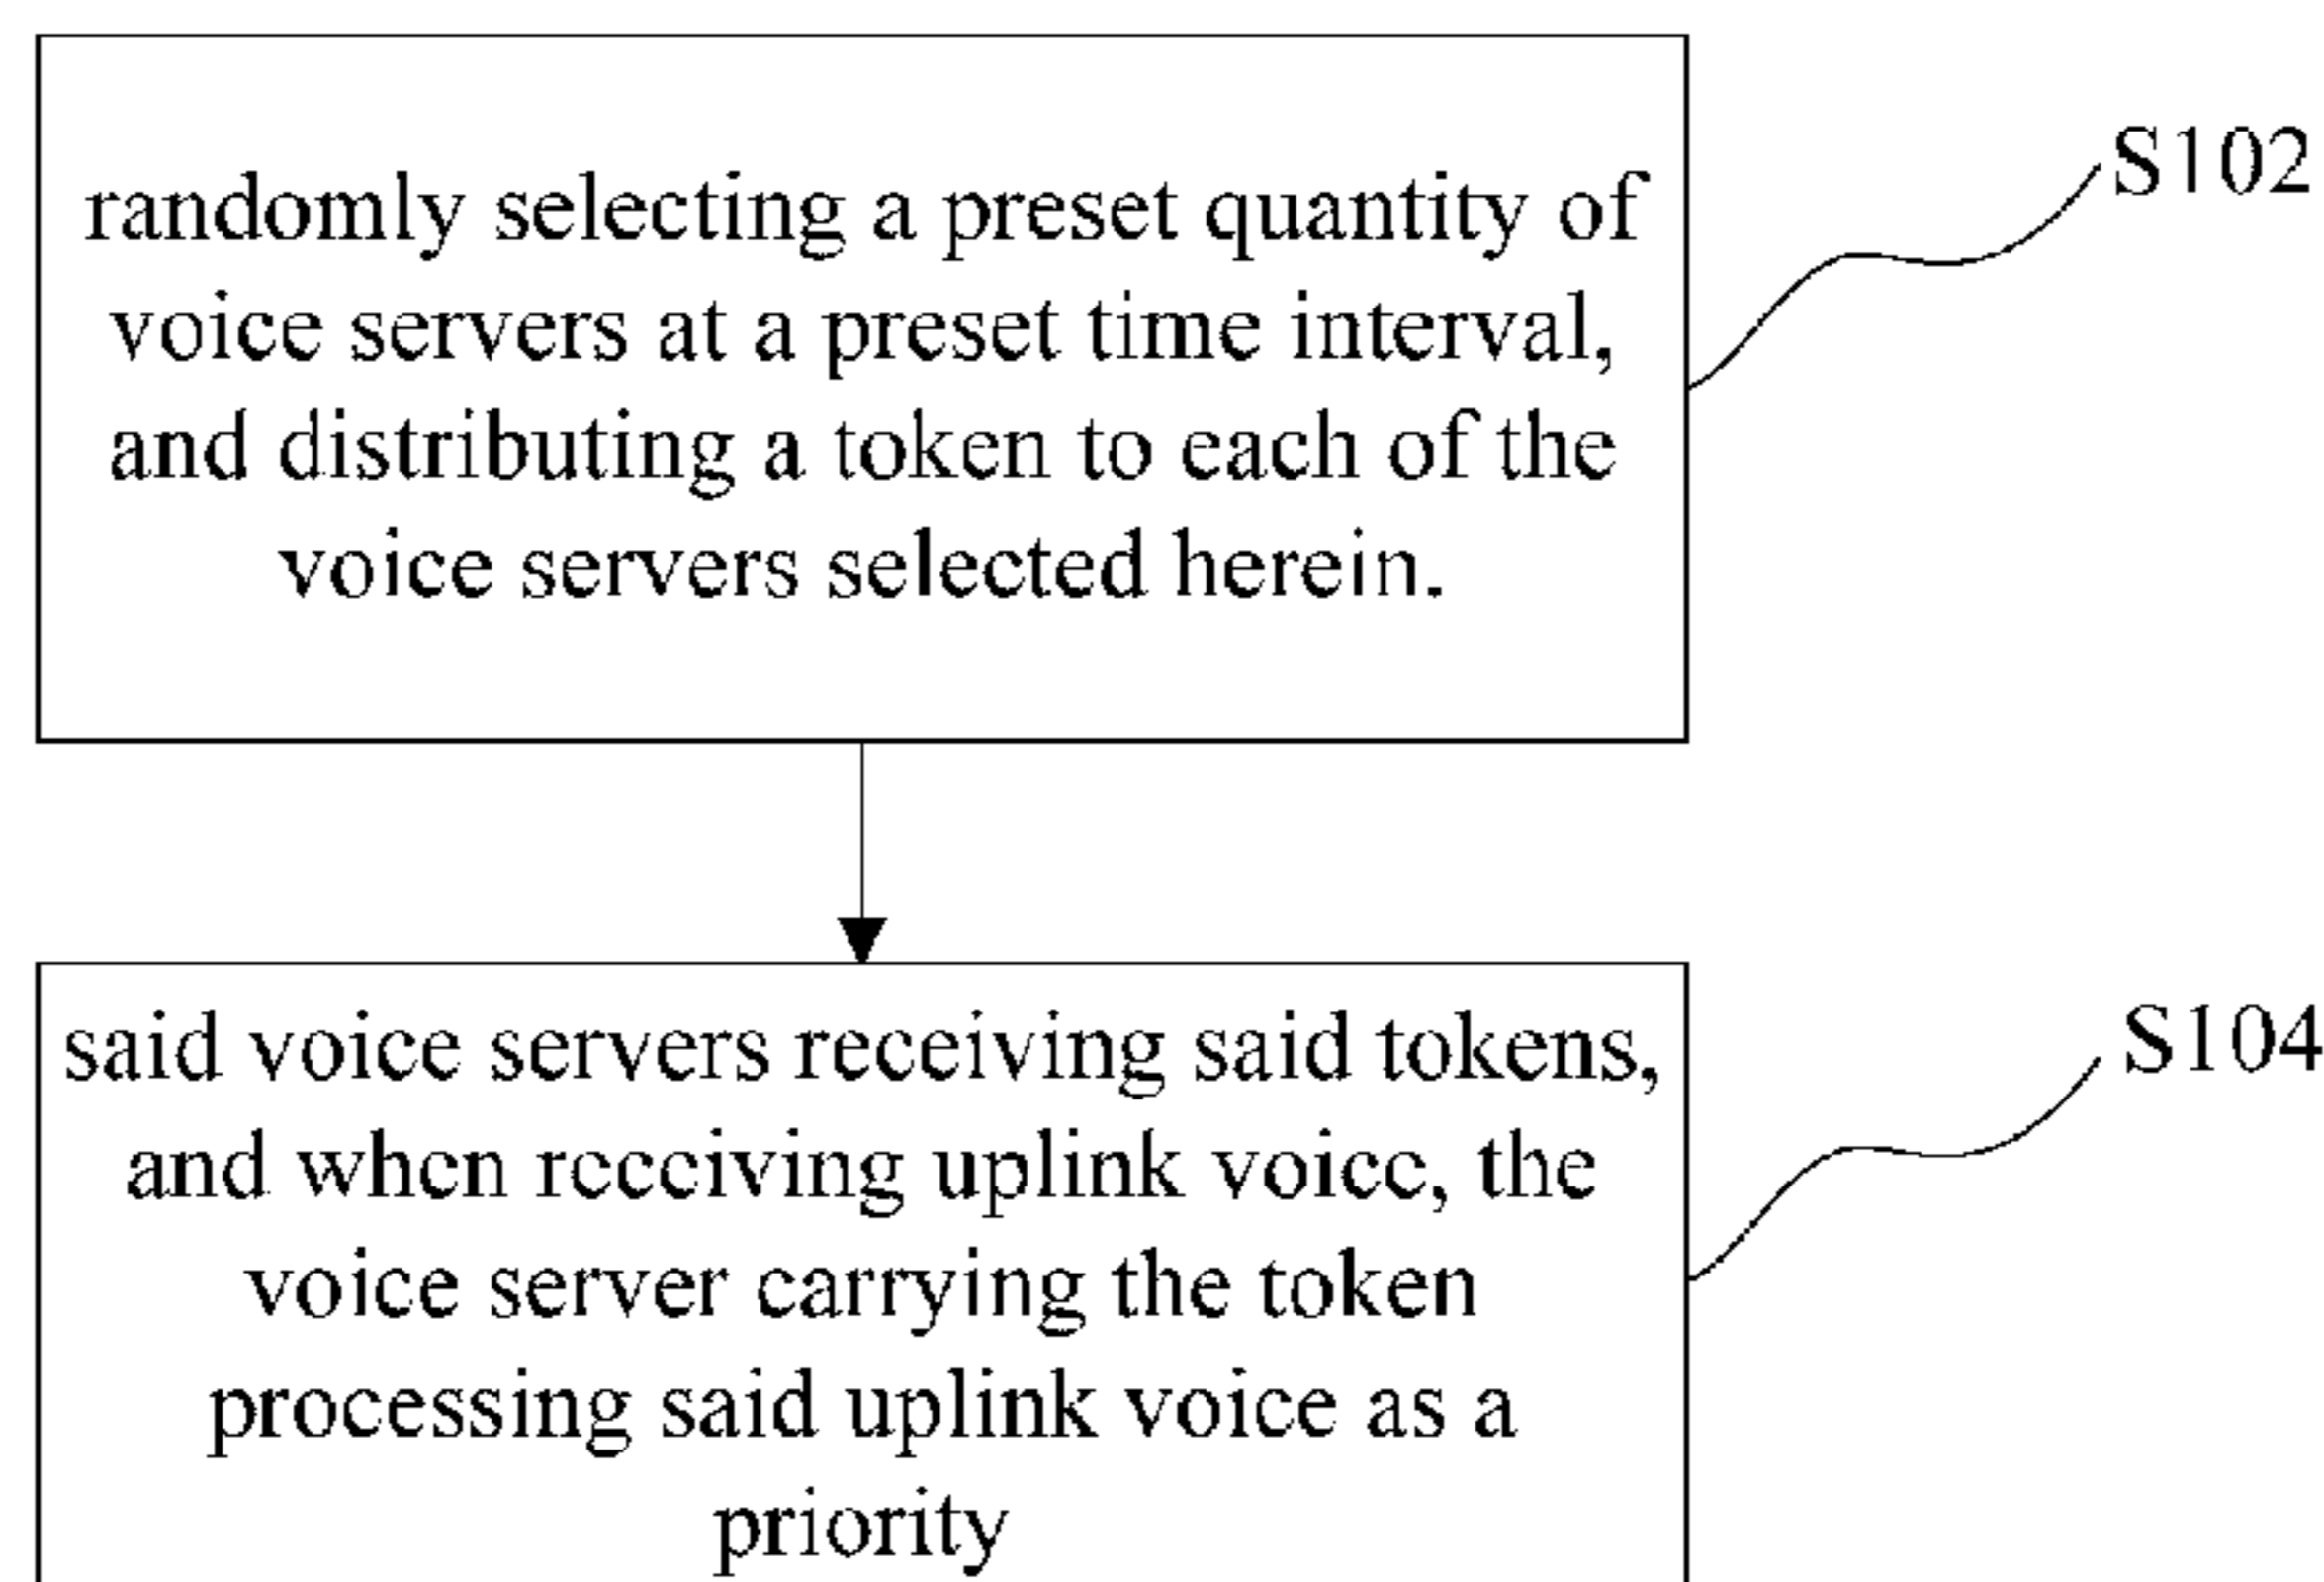 randomly selecting a preset quantity of
voice servers at a preset time interval,
and distributing a token to each of the
voice servers selected herein.
S102
said voice servers receiving said tokens,
and when receiving uplink voice, the
voice server carrying the token
processing said uplink voice as a
priority
S104